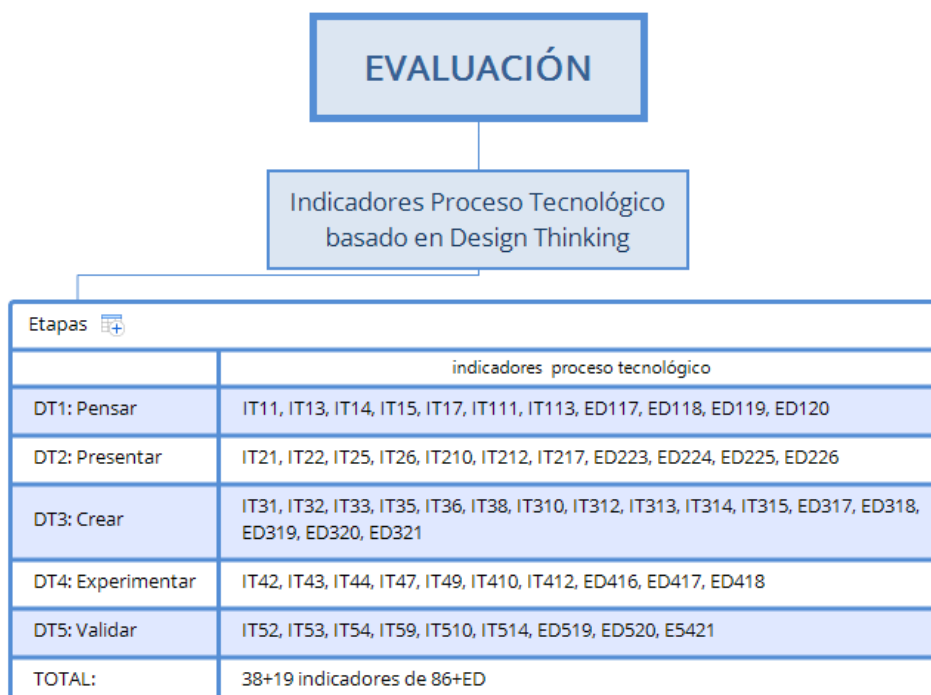 EVALUACIÓN
Indicadores Proceso Tecnológico
basado en Design Thinking
Etapas
indicadores proceso tecnológico
DT1: Pensar IT11, IT13, IT14, IT15, IT17, IT111, IT113, ED117, ED118, ED119, ED120
DT2: Presentar IT21, IT22, IT25, IT26, IT210, IT212, IT217, ED223, ED224, ED225, ED226
DT3: Crear IT31, IT32, IT33, IT35, IT36, IT38, IT310, IT312, IT313, IT314, IT315, ED317, ED318,
ED319, ED320, ED321
DT4: Experimentar IT42, IT43, IT44, IT47, IT49, IT410, IT412, ED416, ED417, ED418
DT5: Validar IT52, IT53, IT54, IT59, IT510, IT514, ED519, ED520, E5421
TOTAL: 38+19 indicadores de 86+ED